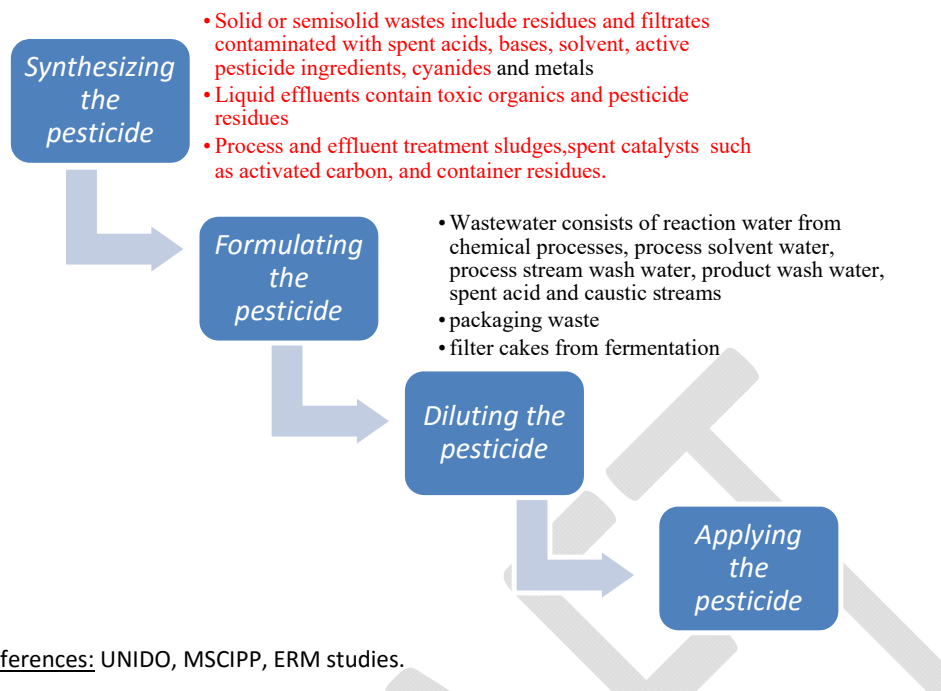 • Solid or semisolid wastes include residues and filtrates
contaminated with spent acids, bases, solvent, active
pesticide ingredients, cyanides and metals
• Liquid effluents contain toxic organics and pesticide
residues
• Process and effluent treatment sludges,spent catalysts such
as activated carbon, and container residues.
Synthesizing
the
pesticide
• Wastewater consists of reaction water from
chemical processes, process solvent water,
process stream wash water, product wash water,
spent acid and caustic streams
• packaging waste
• filter cakes from fermentation
Formulating
the
pesticide
Diluting the
pesticide
Applying
the
pesticide
ferences: UNIDO, MSCIPP, ERM studies.